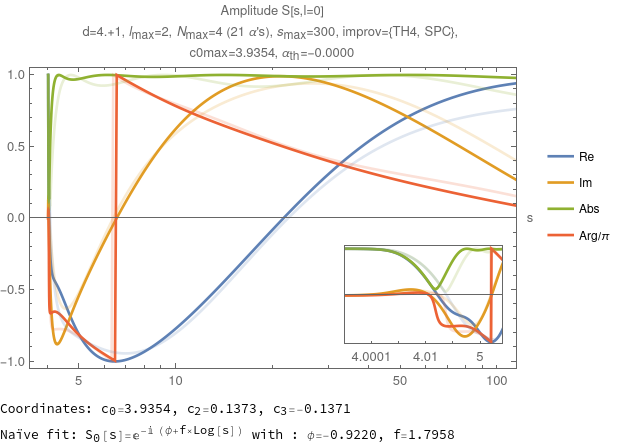 Amplitude S[s,l=0]
d=4.+1, lmax=2, Nmax=4 (21 α's), smax=300, improv={TH4, SPC},
c0max=3.9354, αth=-0.0000
1.0
0.5
0.0
-0.5
-1.0
s
Re
Im
Abs
Arg/π
4.0001
4.01
5
5
10
50
100
Coordinates: c0=3.9354, c2=0.1373, c3=-0.1371
Naïve fit: S0[s]=e^-i (ϕ+f×Log[s]) with : ϕ=-0.9220, f=1.7958